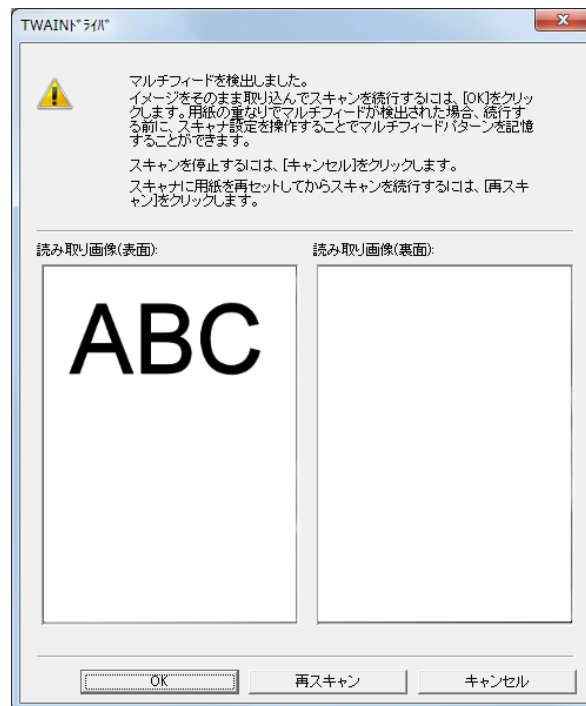 TWAINﾄﾞﾗｲﾊﾞ
マルチフィードを検出しました。
イメージをそのまま取り込んでスキャンを続行するには、[OK]をクリッ
クします。用紙の重なりでマルチフィードが検出された場合、続行す
る前に、スキャナ設定を操作することでマルチフィードパターンを記憶
することができます。
スキャンを停止するには、[キャンセル]をクリックします。
スキャナに用紙を再セットしてからスキャンを続行するには、[再スキ
ャン]をクリックします。
読み取り画像(表面):
読み取り画像(裏面):
ABC
OK
再スキャン
キャンセル